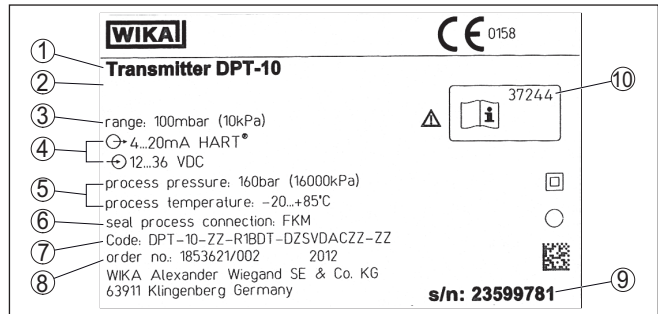 WIKA
CE 0158
① Transmitter DPT-10
②
⑩
37244
i
③ range: 100mbar (10kPa)
④ 4...20mA HART®
12...36 VDC
⑤ process pressure: 160bar (16000kPa)
process temperature: -20...+85°C
⑥ seal process connection: FKM
⑦ Code: DPT-10-ZZ-R1BDT-DZSVDACZZ-ZZ
⑧ order no.: 1853621/002 2012
WIKA Alexander Wiegand SE & Co. KG
63911 Klingenberg Germany
s/n: 23599781 ⑨